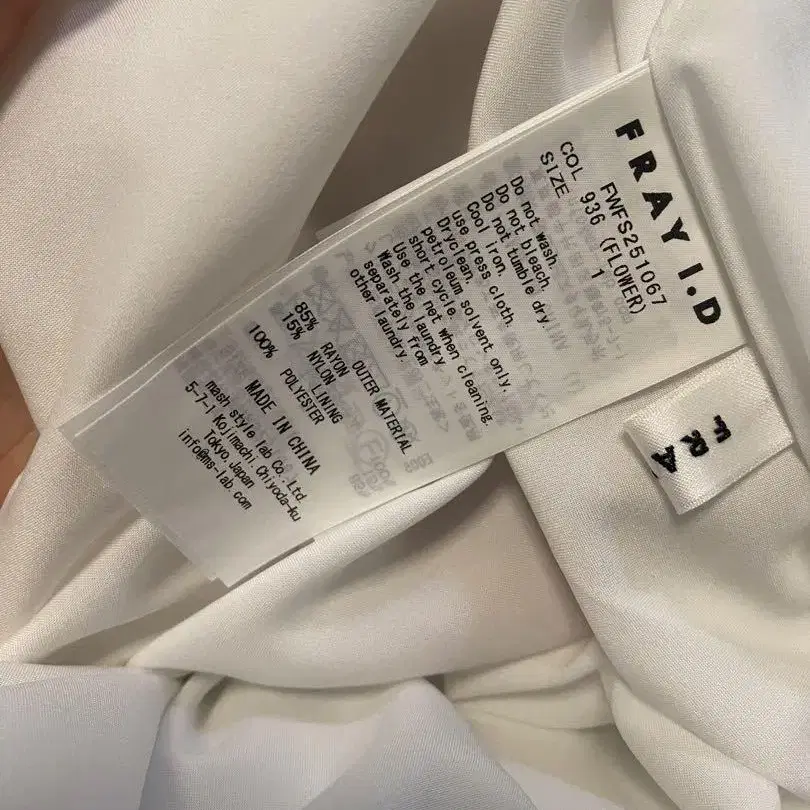 FRAY I.D
FWFS251067
COL 936 (FLOWER)
SIZE 1
Do not wash.
Do not bleach.
Do not tumble dry.
Cool iron.
use press cloth.
Dryclean.
petroleum solvent only.
short cycle.
Use the net when cleaning.
Wash the laundry
separately from
other laundry.
OUTER MATERIAL
85% RAYON
15% NYLON
LINING
100% POLYESTER
MADE IN CHINA
mash style lab Co.,Ltd.
5-7-1 Kojimachi,Chiyoda-ku
Tokyo,Japan
info@ms-lab.com
FRA